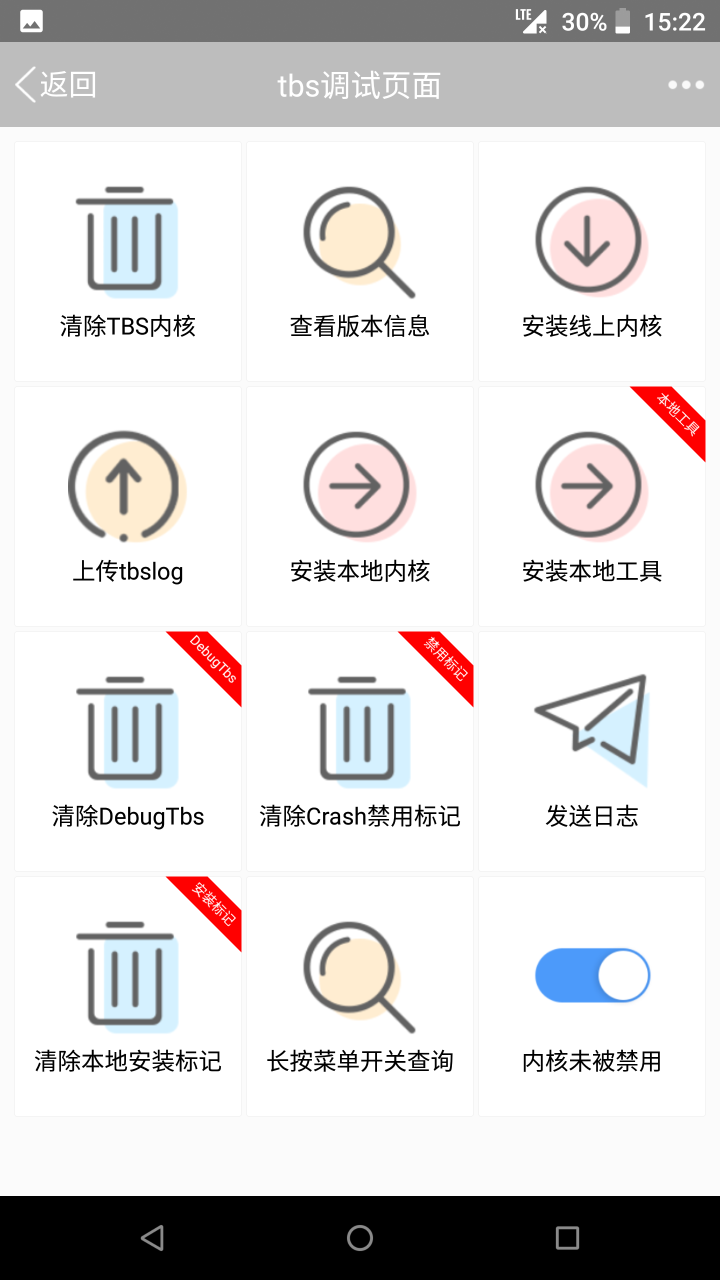 LTE 30% 15:22
返回 tbs调试页面
清除TBS内核 查看版本信息 安装线上内核
本地工具
上传tbslog 安装本地内核 安装本地工具
DebugTbs 禁用标记
清除DebugTbs 清除Crash禁用标记 发送日志
安装标记
清除本地安装标记 长按菜单开关查询 内核未被禁用